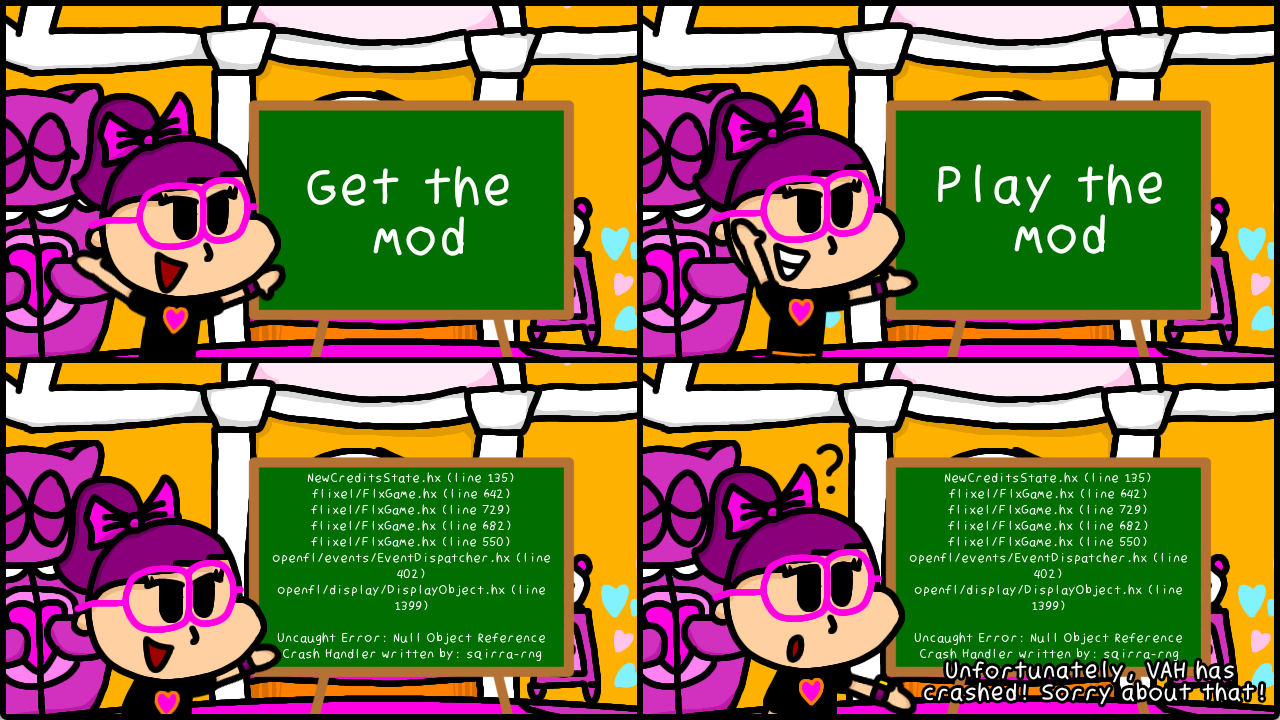 Get the
mod
Play the
mod
NewCreditsState.hx (line 135)
flixel/FlxGame.hx (line 642)
flixel/FlxGame.hx (line 729)
flixel/FlxGame.hx (line 682)
flixel/FlxGame.hx (line 550)
openfl/events/EventDispatcher.hx (line
402)
openfl/display/DisplayObject.hx (line
1399)
Uncaught Error: Null Object Reference
Crash Handler written by: sqirra-rng
?
NewCreditsState.hx (line 135)
flixel/FlxGame.hx (line 642)
flixel/FlxGame.hx (line 729)
flixel/FlxGame.hx (line 682)
flixel/FlxGame.hx (line 550)
openfl/events/EventDispatcher.hx (line
402)
openfl/display/DisplayObject.hx (line
1399)
Uncaught Error: Null Object Reference
Crash Handler written by: sqirra-rng
Unfortunately, VAH has
crashed! Sorry about that!